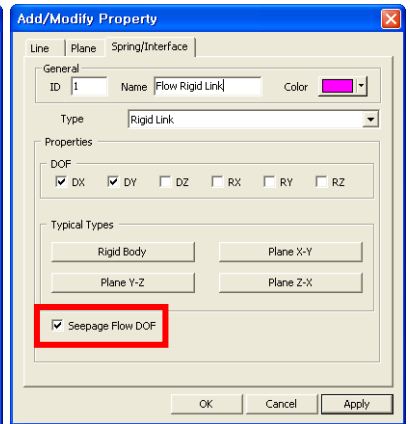 Add/Modify Property
Line Plane Spring/Interface
General
ID 1 Name Flow Rigid Link Color
Type Rigid Link
Properties
DOF
DX DY DZ RX RY RZ
Typical Types
Rigid Body Plane X-Y
Plane Y-Z Plane Z-X
Seepage Flow DOF
OK Cancel Apply